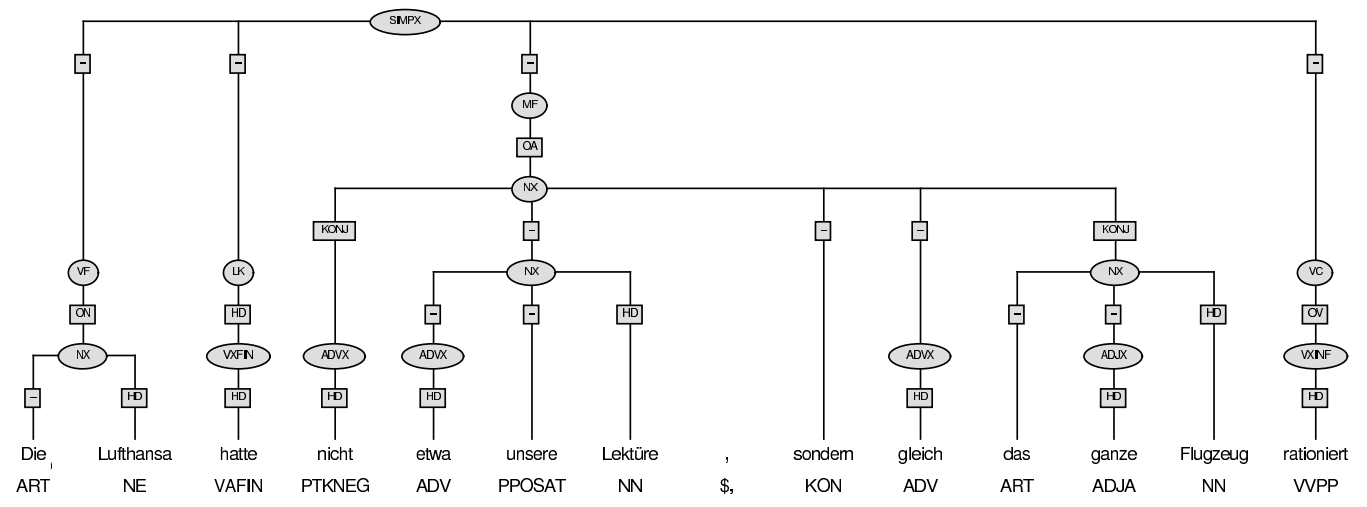 SIMPX
– – – –
MF
OA
NX
KONJ – – – KONJ
VF LK NX NX VC
ON HD – – HD – – HD OV
NX VXFIN ADVX ADVX ADVX ADJX VXINF
– HD HD HD HD HD HD HD
Die Lufthansa hatte nicht etwa unsere Lektüre , sondern gleich das ganze Flugzeug rationiert
ART NE VAFIN PTKNEG ADV PPOSAT NN $, KON ADV ART ADJA NN VVPP